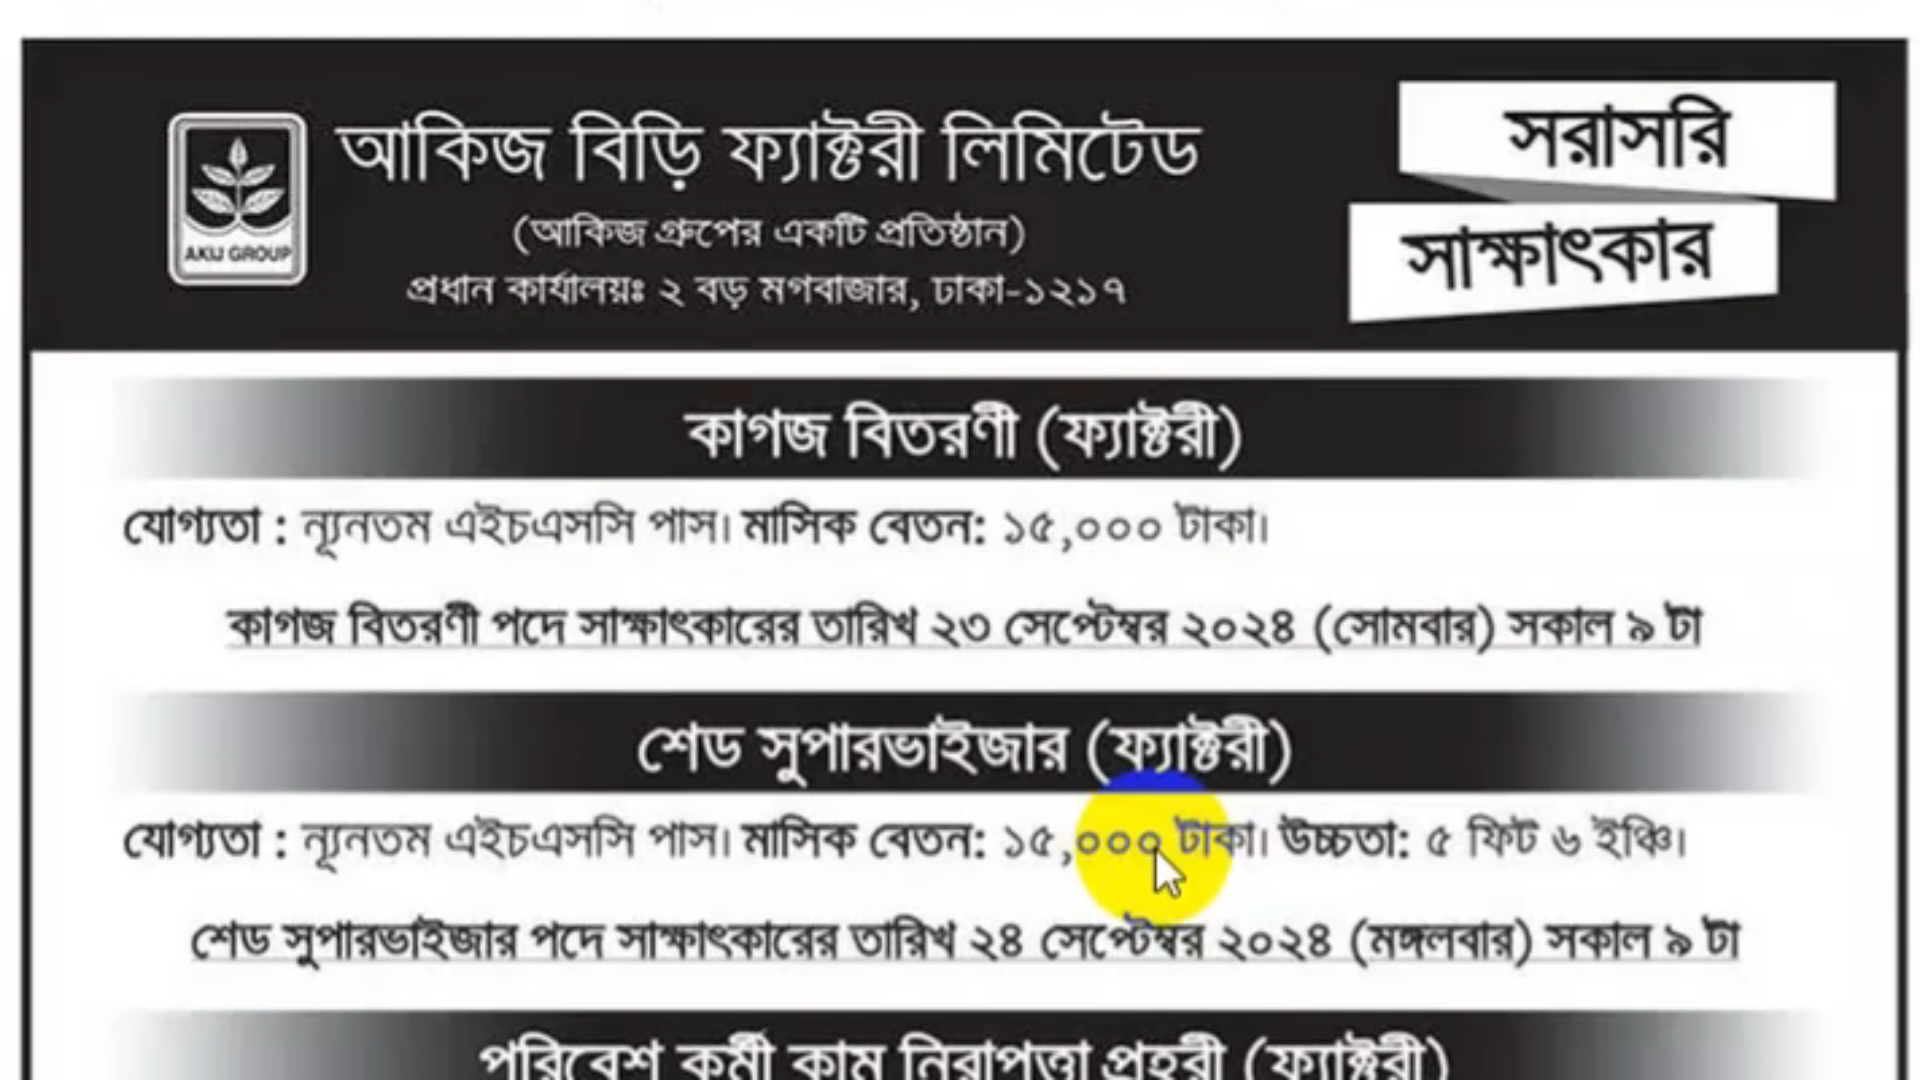 আকিজ বিড়ি ফ্যাক্টরী লিমিটেড
(আকিজ গ্রুপের একটি প্রতিষ্ঠান)
প্রধান কার্যালয়ঃ ২ বড় মগবাজার, ঢাকা-১২১৭
AKIJ GROUP
সরাসরি
সাক্ষাৎকার
কাগজ বিতরণী (ফ্যাক্টরী)
যোগ্যতা : ন্যূনতম এইচএসসি পাস। মাসিক বেতন: ১৫,০০০ টাকা।
কাগজ বিতরণী পদে সাক্ষাৎকারের তারিখ ২৩ সেপ্টেম্বর ২০২৪ (সোমবার) সকাল ৯ টা
শেড সুপারভাইজার (ফ্যাক্টরী)
যোগ্যতা : ন্যূনতম এইচএসসি পাস। মাসিক বেতন: ১৫,০০০ টাকা। উচ্চতা: ৫ ফিট ৬ ইঞ্চি।
শেড সুপারভাইজার পদে সাক্ষাৎকারের তারিখ ২৪ সেপ্টেম্বর ২০২৪ (মঙ্গলবার) সকাল ৯ টা
পরিবেশ কর্মী কাম নিরাপত্তা প্রহরী (ফ্যাক্টরী)